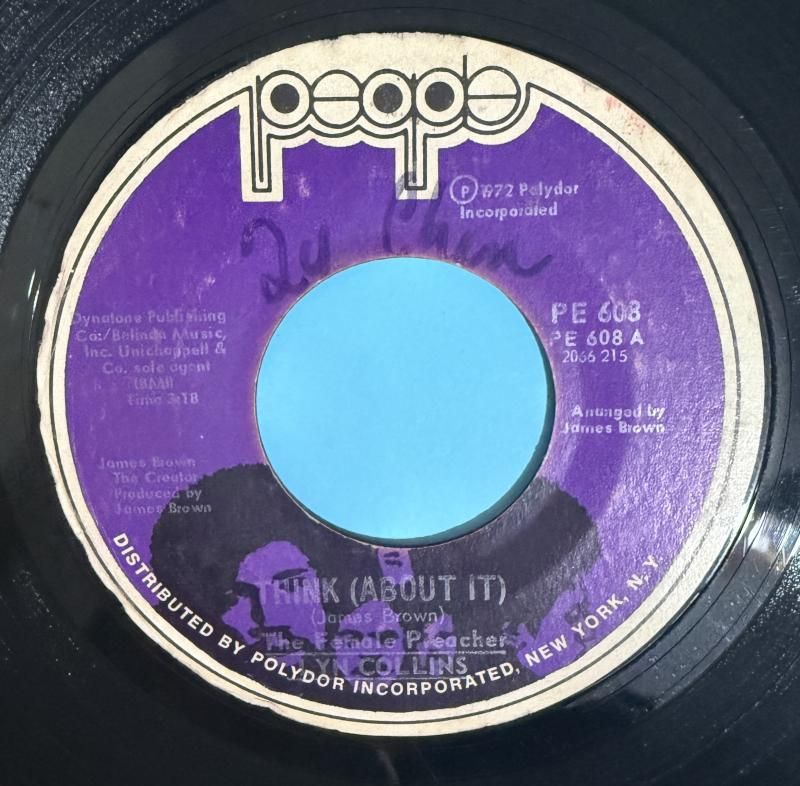 people
Ⓟ 1972 Polydor
Incorporated
PE 608
PE 608 A
2066 215
Arranged by
James Brown
Dynatone Publishing
Co./Belinda Music,
Inc. Unichappell &
Co. sole agent
(BMI)
Time 3:18
James Brown
The Creator
Produced by
James Brown
THINK (ABOUT IT)
(James Brown)
The Female Preacher
LYN COLLINS
DISTRIBUTED BY POLYDOR INCORPORATED, NEW YORK, N.Y.